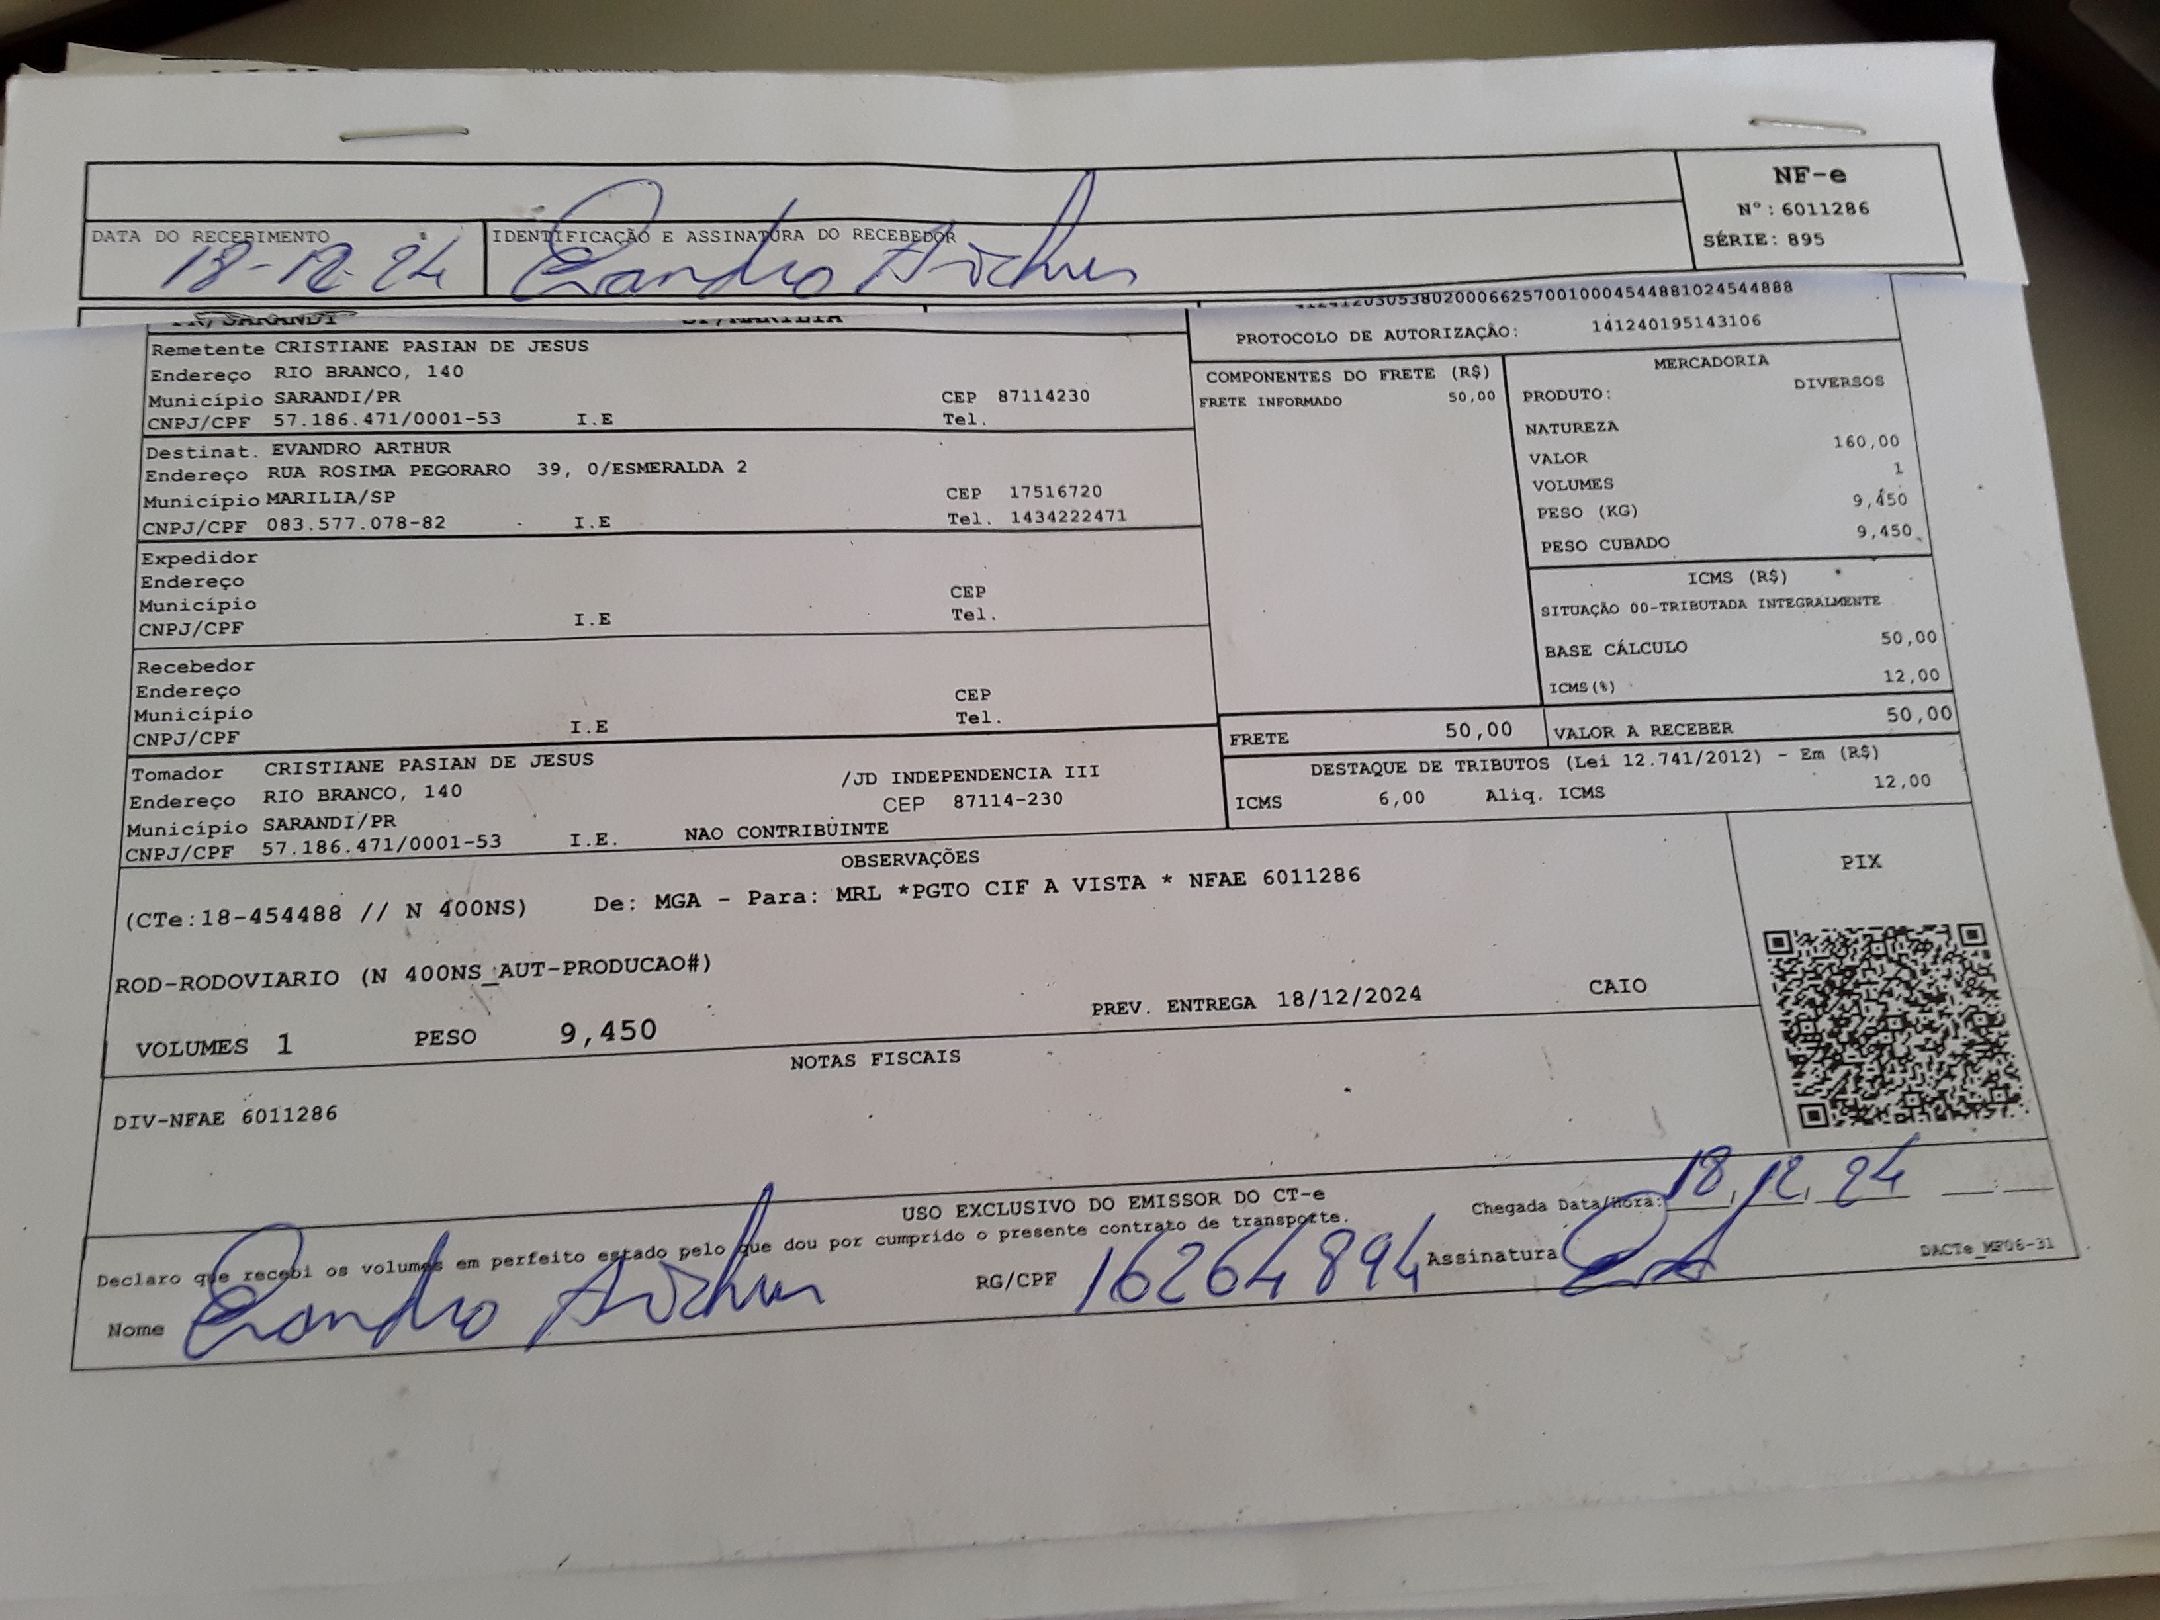 NF-e
Nº: 6011286
SÉRIE: 895
DATA DO RECEBIMENTO
18-12-24
IDENTIFICAÇÃO E ASSINATURA DO RECEBEDOR
Evandro Arthur
PR/SARANDI SP/MARILIA
PROTOCOLO DE AUTORIZAÇÃO: 141240195143106
Remetente CRISTIANE PASIAN DE JESUS
Endereço RIO BRANCO, 140
Município SARANDI/PR CEP 87114230
CNPJ/CPF 57.186.471/0001-53 I.E Tel.
Destinat. EVANDRO ARTHUR
Endereço RUA ROSIMA PEGORARO 39, 0/ESMERALDA 2
Município MARILIA/SP CEP 17516720
CNPJ/CPF 083.577.078-82 I.E Tel. 1434222471
Expedidor
Endereço
Município CEP
CNPJ/CPF I.E Tel.
Recebedor
Endereço
Município CEP
CNPJ/CPF I.E Tel.
Tomador CRISTIANE PASIAN DE JESUS
Endereço RIO BRANCO, 140 /JD INDEPENDENCIA III
Município SARANDI/PR CEP 87114-230
CNPJ/CPF 57.186.471/0001-53 I.E. NAO CONTRIBUINTE
COMPONENTES DO FRETE (R$)
FRETE INFORMADO 50,00
MERCADORIA
PRODUTO: DIVERSOS
NATUREZA
VALOR 160,00
VOLUMES 1
PESO (KG) 9,450
PESO CUBADO 9,450
ICMS (R$)
SITUAÇÃO 00-TRIBUTADA INTEGRALMENTE
BASE CÁLCULO 50,00
ICMS(%) 12,00
FRETE 50,00 VALOR A RECEBER 50,00
DESTAQUE DE TRIBUTOS (Lei 12.741/2012) - Em (R$)
ICMS 6,00 Aliq. ICMS 12,00
OBSERVAÇÕES
(CTe:18-454488 // N 400NS) De: MGA - Para: MRL *PGTO CIF A VISTA * NFAE 6011286
ROD-RODOVIARIO (N 400NS_AUT-PRODUCAO#)
PREV. ENTREGA 18/12/2024 CAIO
VOLUMES 1 PESO 9,450
PIX
NOTAS FISCAIS
DIV-NFAE 6011286
USO EXCLUSIVO DO EMISSOR DO CT-e
Declaro que recebi os volumes em perfeito estado pelo que dou por cumprido o presente contrato de transporte.
Chegada Data/Hora: 18 12 24
Nome Evandro Arthur RG/CPF 16264894 Assinatura
DACTe_MP06-31